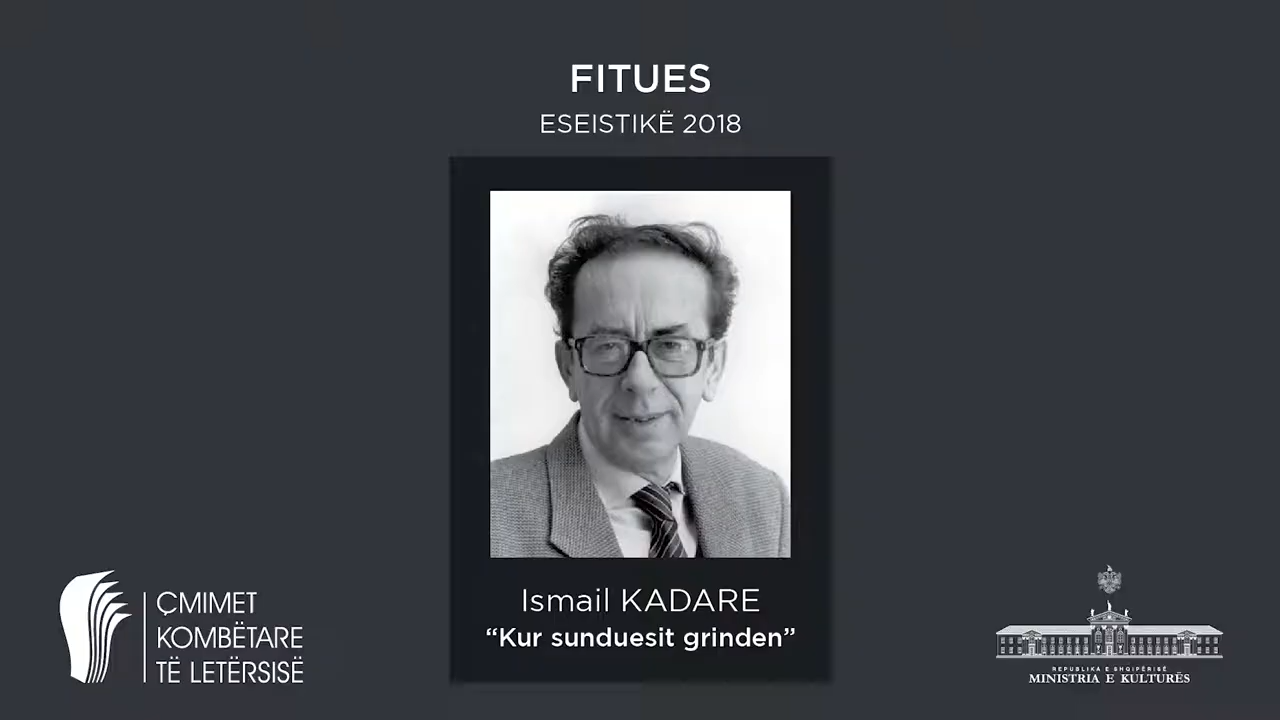 FITUES
ESEISTIKË 2018
Ismail KADARE
“Kur sunduesit grinden”
ÇMIMET
KOMBËTARE
TË LETËRSISË
REPUBLIKA E SHQIPËRISË
MINISTRIA E KULTURËS